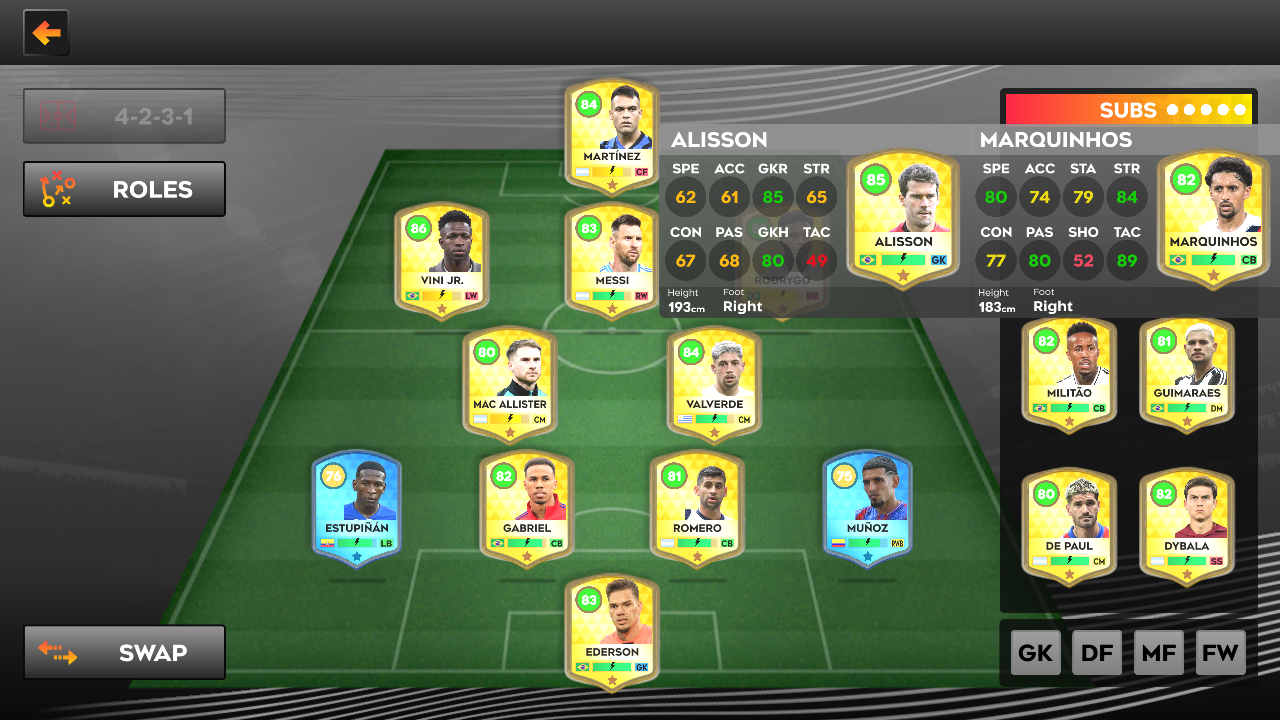 4-2-3-1
ROLES
SWAP
84
MARTÍNEZ
CF
86
VINI JR.
LW
83
MESSI
RW
RODRYGO
RW
80
MAC ALLISTER
CM
84
VALVERDE
CM
76
ESTUPIÑÁN
LB
82
GABRIEL
CB
81
ROMERO
CB
75
MUÑOZ
RWB
83
EDERSON
GK
SUBS
ALISSON
SPE ACC GKR STR
62 61 85 65
CON PAS GKH TAC
67 68 80 49
Height Foot
193cm Right
85
ALISSON
GK
MARQUINHOS
SPE ACC STA STR
80 74 79 84
CON PAS SHO TAC
77 80 52 89
Height Foot
183cm Right
82
MARQUINHOS
CB
82
MILITÃO
CB
81
GUIMARAES
DM
80
DE PAUL
CM
82
DYBALA
SS
GK DF MF FW